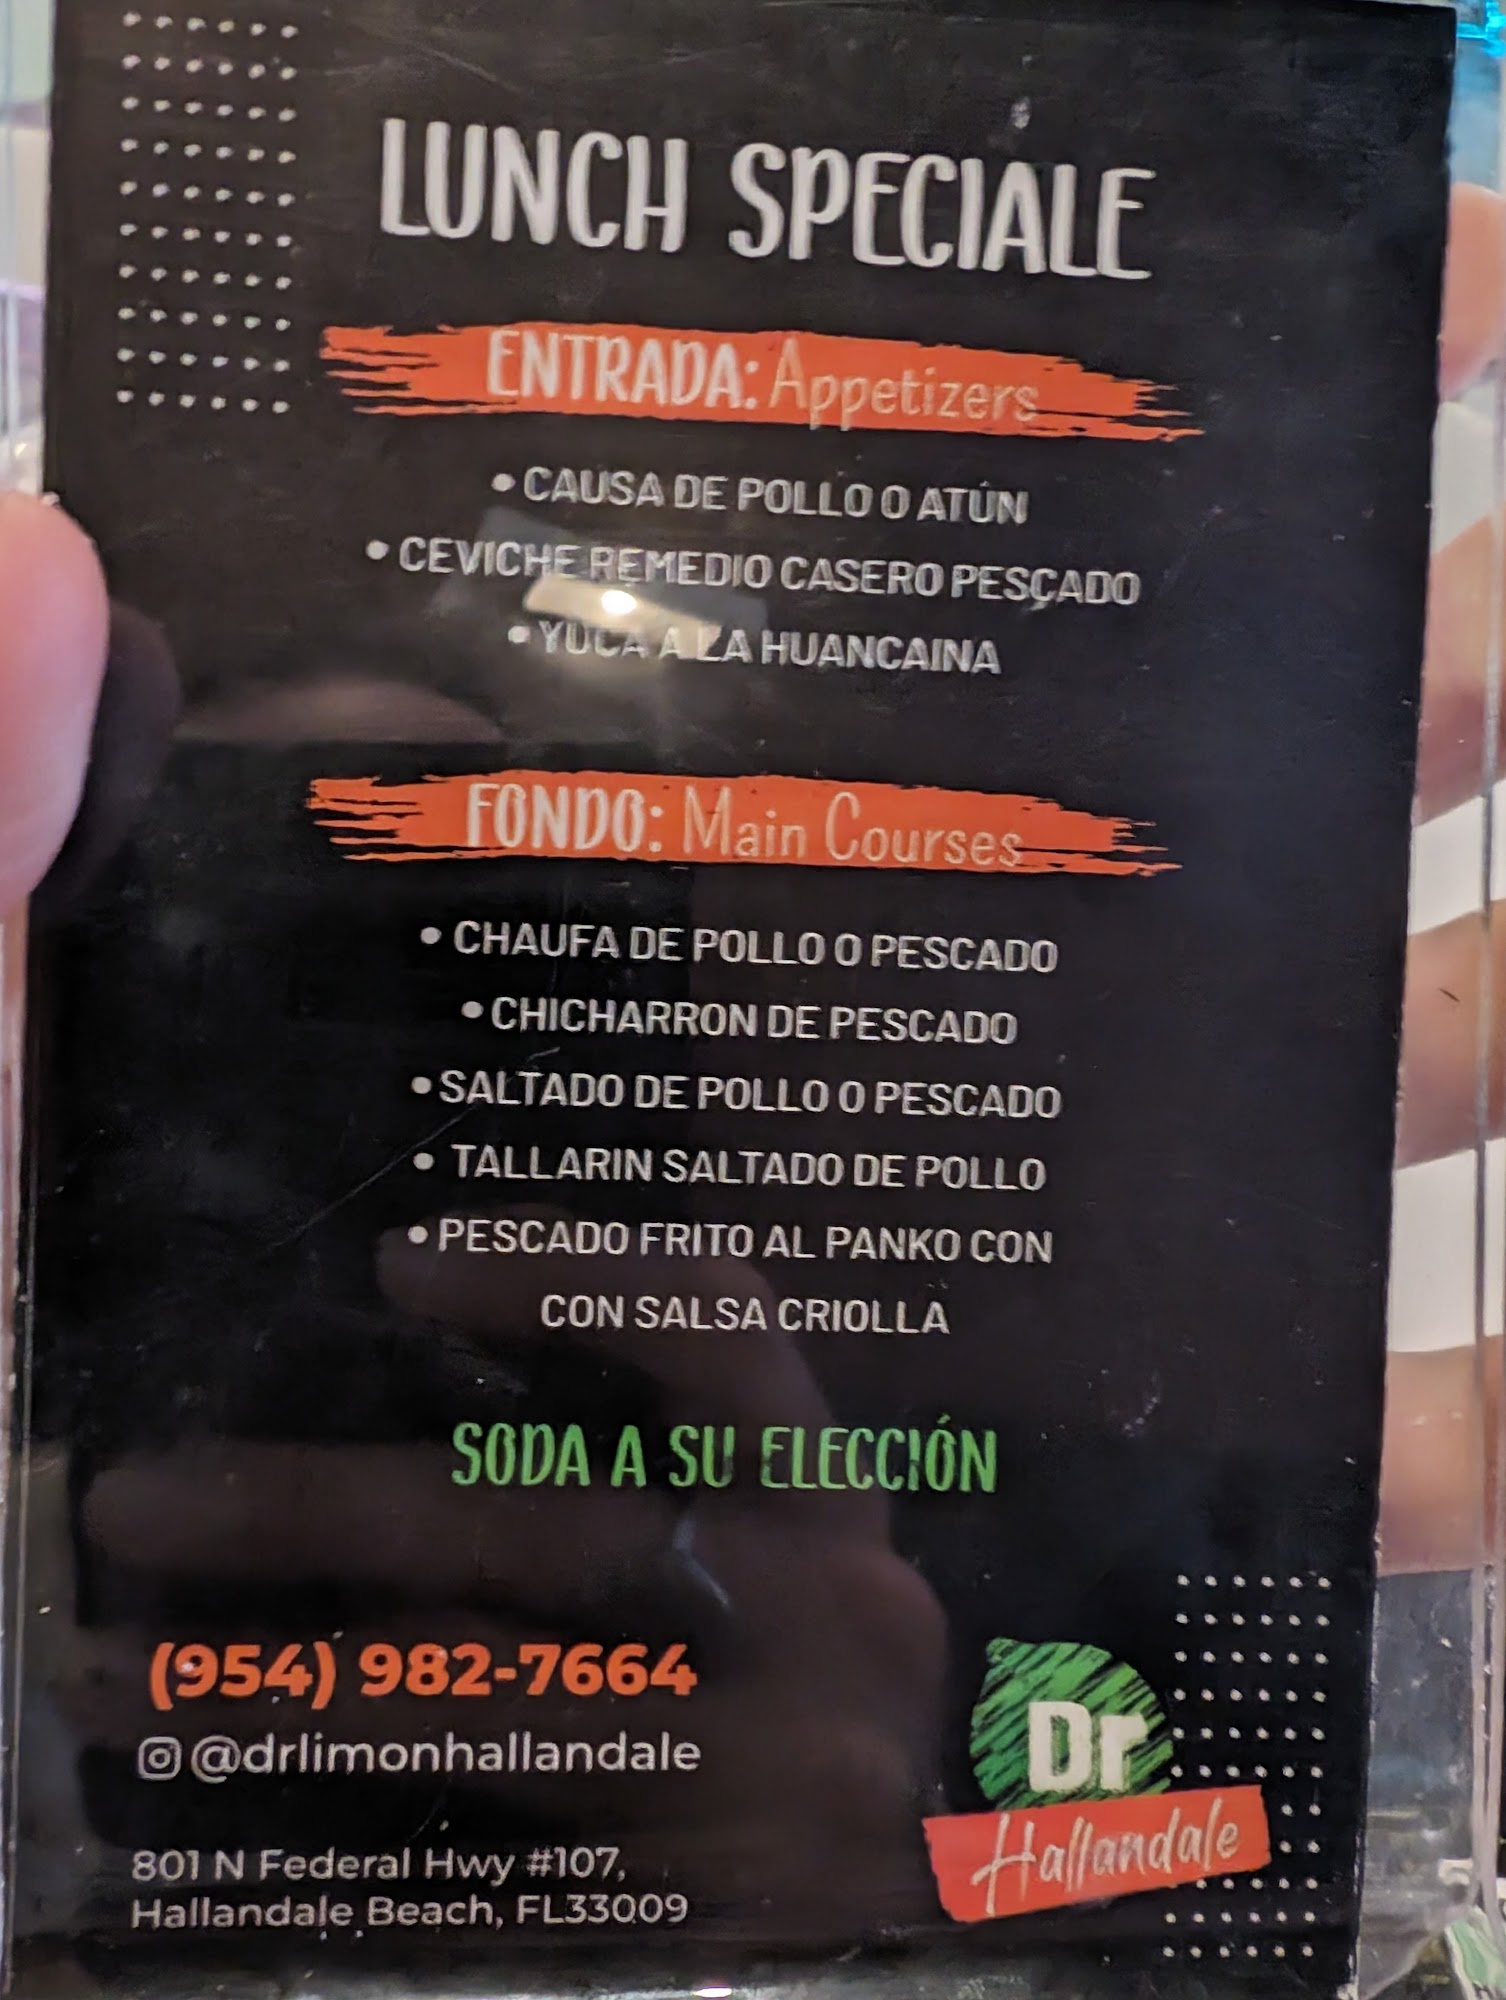 LUNCH SPECIALE
ENTRADA: Appetizers
• CAUSA DE POLLO O ATÚN
• CEVICHE REMEDIO CASERO PESCADO
• YUCA A LA HUANCAINA
FONDO: Main Courses
• CHAUFA DE POLLO O PESCADO
• CHICHARRON DE PESCADO
• SALTADO DE POLLO O PESCADO
• TALLARIN SALTADO DE POLLO
• PESCADO FRITO AL PANKO CON
CON SALSA CRIOLLA
SODA A SU ELECCIÓN
(954) 982-7664
@drlimonhallandale
801 N Federal Hwy #107,
Hallandale Beach, FL33009
Dr
Hallandale